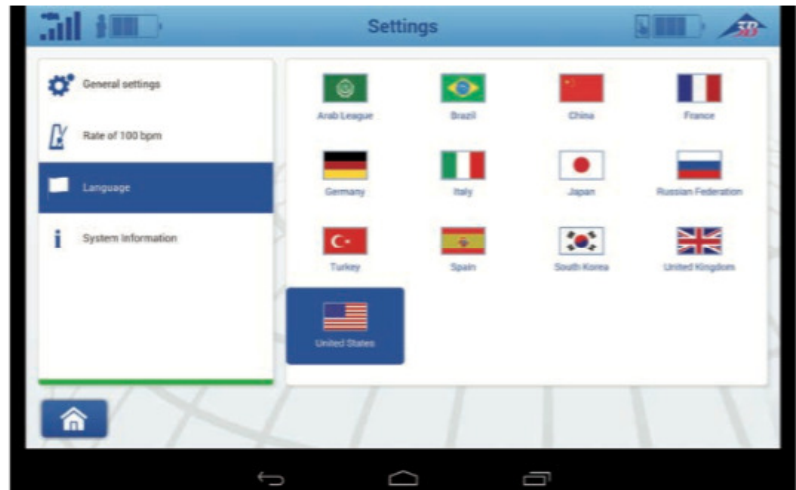 Settings
3B
General settings
Rate of 100 bpm
Language
System Information
Arab League
Brazil
China
France
Germany
Italy
Japan
Russian Federation
Turkey
Spain
South Korea
United Kingdom
United States